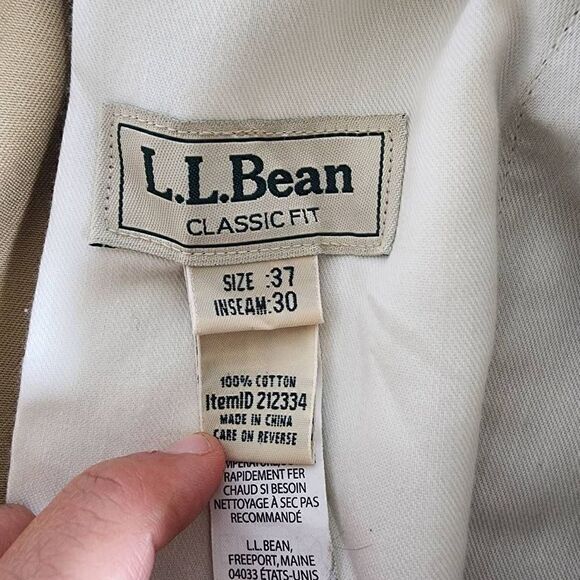 L.L.Bean
CLASSIC FIT
SIZE :37
INSEAM:30
100% COTTON
ItemID 212334
MADE IN CHINA
CARE ON REVERSE
RAPIDEMENT FER
CHAUD SI BESOIN
NETTOYAGE À SEC PAS
RECOMMANDÉ
L.L.BEAN,
FREEPORT, MAINE
04033 ÉTATS-UNIS